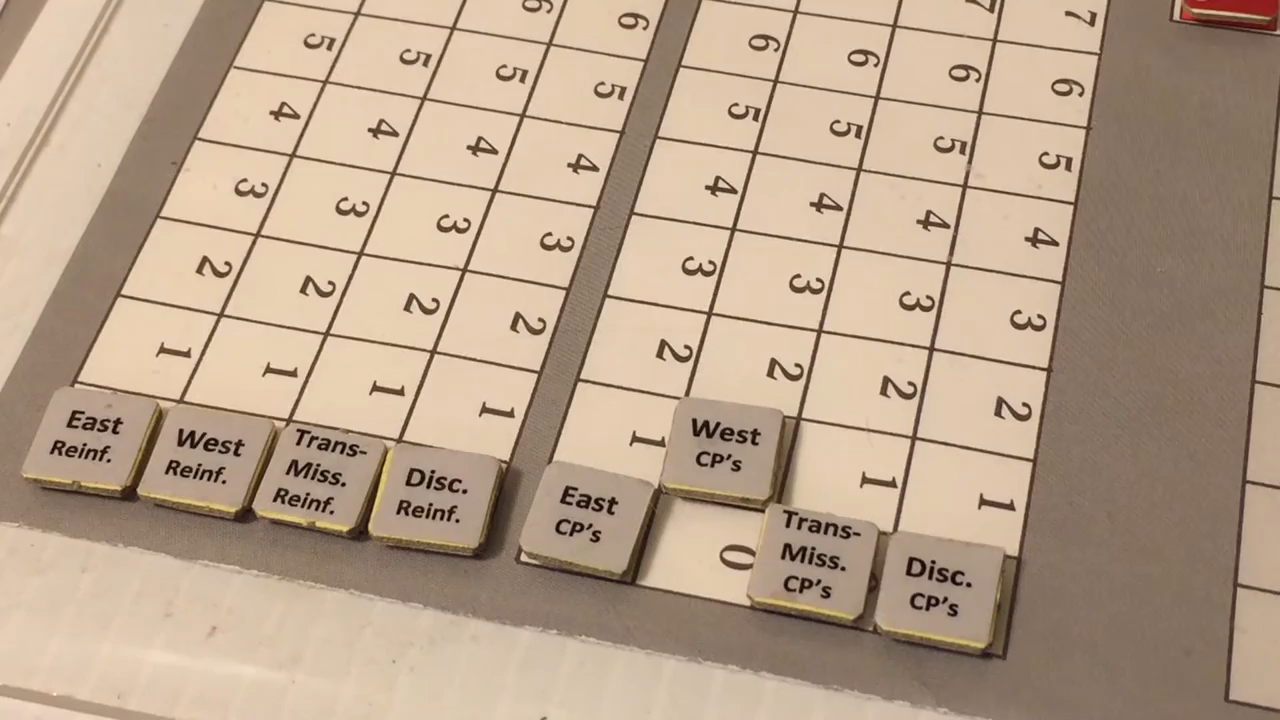 6 6 7 7
5 5 5 5 6 6 6 6
4 4 4 4 5 5 5 5
3 3 3 3 4 4 4 4
2 2 2 2 3 3 3 3
1 1 1 1 2 2 2 2
1 1 1
0
East
Reinf.
West
Reinf.
Trans-
Miss.
Reinf.
Disc.
Reinf.
East
CP's
West
CP's
Trans-
Miss.
CP's
Disc.
CP's